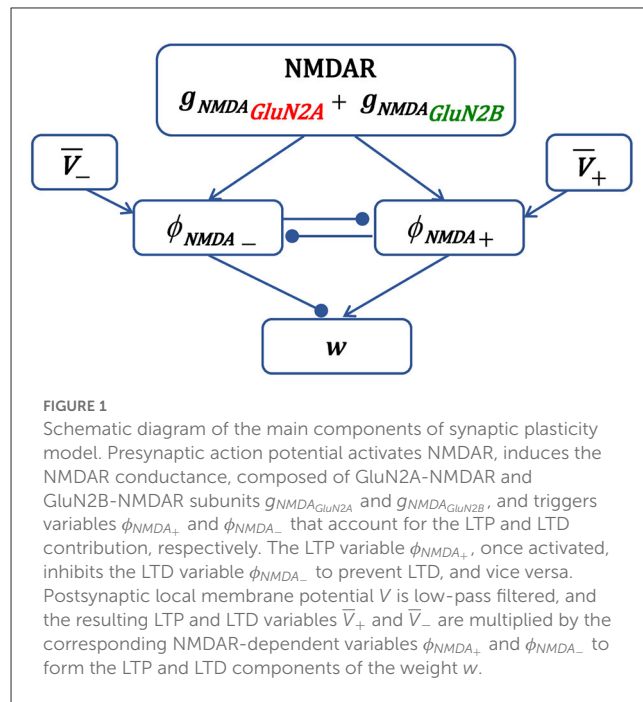 NMDAR
g_NMDA_GluN2A + g_NMDA_GluN2B
V̅_−
V̅_+
ϕ_NMDA −
ϕ_NMDA+
w
FIGURE 1
Schematic diagram of the main components of synaptic plasticity
model. Presynaptic action potential activates NMDAR, induces the
NMDAR conductance, composed of GluN2A-NMDAR and
GluN2B-NMDAR subunits g_NMDA_GluN2A and g_NMDA_GluN2B, and triggers
variables ϕ_NMDA+ and ϕ_NMDA− that account for the LTP and LTD
contribution, respectively. The LTP variable ϕ_NMDA+, once activated,
inhibits the LTD variable ϕ_NMDA− to prevent LTD, and vice versa.
Postsynaptic local membrane potential V is low-pass filtered, and
the resulting LTP and LTD variables V̅+ and V̅− are multiplied by the
corresponding NMDAR-dependent variables ϕ_NMDA+ and ϕ_NMDA− to
form the LTP and LTD components of the weight w.